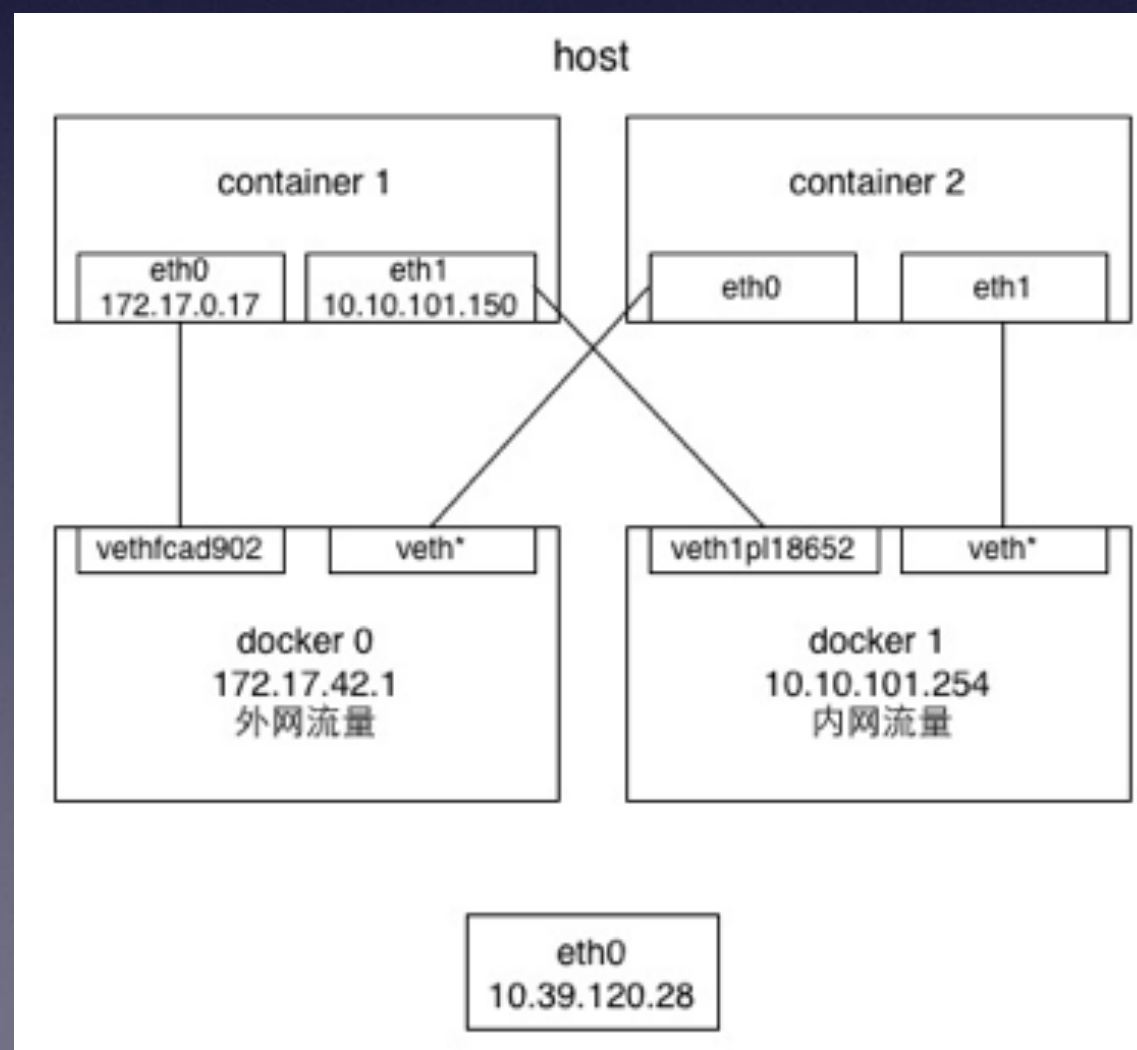 host
container 1
container 2
eth0
172.17.0.17
eth1
10.10.101.150
eth0
eth1
vethfcad902
veth*
veth1pl18652
veth*
docker 0
172.17.42.1
外网流量
docker 1
10.10.101.254
内网流量
eth0
10.39.120.28